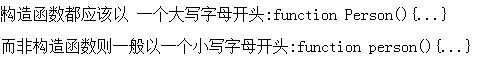 构造函数都应该以 一个大写字母开头:function Person(){...}
而非构造函数则一般以一个小写字母开头:function person(){...}